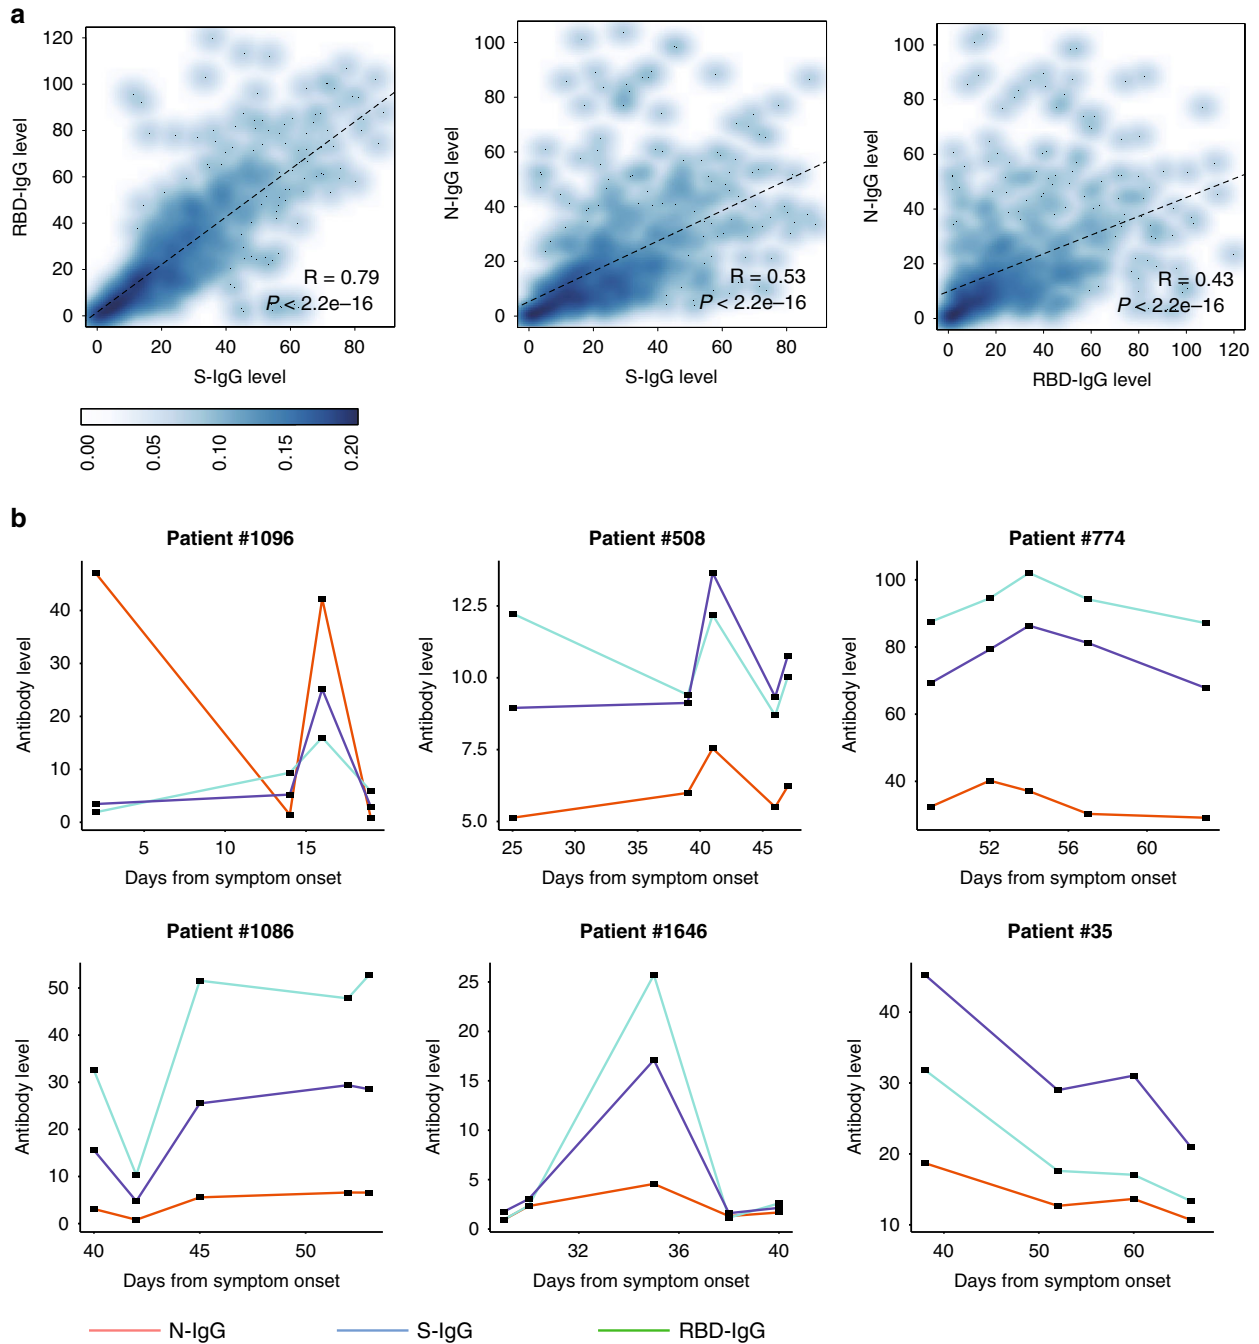 a
120
100
80
60
40
20
0
RBD-IgG level
R = 0.79
P < 2.2e−16
0 20 40 60 80
S-IgG level
100
80
60
40
20
0
N-IgG level
R = 0.53
P < 2.2e−16
0 20 40 60 80
S-IgG level
100
80
60
40
20
0
N-IgG level
R = 0.43
P < 2.2e−16
0 20 40 60 80 100 120
RBD-IgG level
0.00 0.05 0.10 0.15 0.20
b
Patient #1096
40
30
20
10
0
Antibody level
5 10 15
Days from symptom onset
Patient #508
12.5
10.0
7.5
5.0
Antibody level
25 30 35 40 45
Days from symptom onset
Patient #774
100
80
60
40
Antibody level
52 56 60
Days from symptom onset
Patient #1086
50
40
30
20
10
0
Antibody level
40 45 50
Days from symptom onset
Patient #1646
25
20
15
10
5
0
Antibody level
32 36 40
Days from symptom onset
Patient #35
40
30
20
10
Antibody level
40 50 60
Days from symptom onset
N-IgG
S-IgG
RBD-IgG